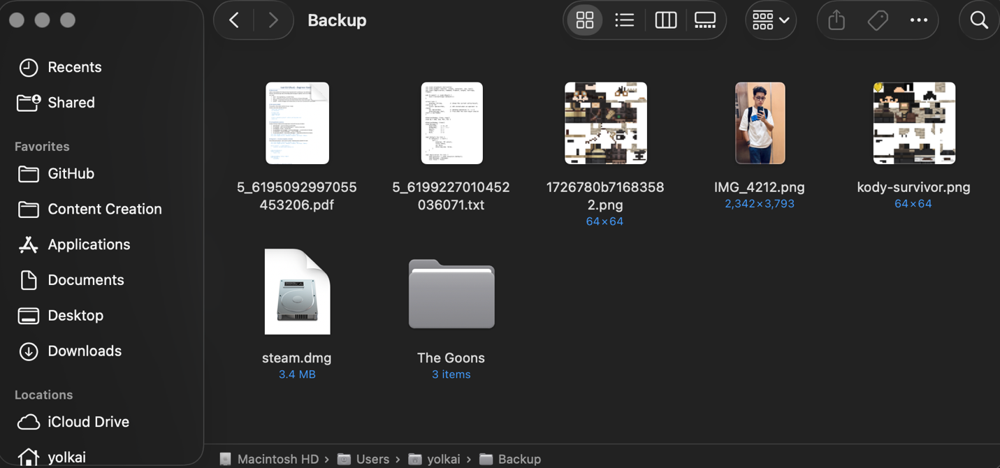 Backup
Recents
Shared
Favorites
GitHub
Content Creation
Applications
Documents
Desktop
Downloads
Locations
iCloud Drive
yolkai
5_6195092997055
453206.pdf
5_6199227010452
036071.txt
1726780b7168358
2.png
64×64
IMG_4212.png
2,342×3,793
kody-survivor.png
64×64
steam.dmg
3.4 MB
The Goons
3 items
Macintosh HD › Users › yolkai › Backup